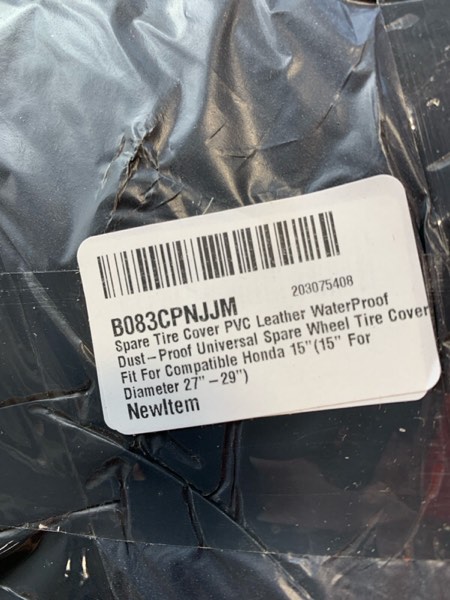 203075408
B083CPNJJM
Spare Tire Cover PVC Leather WaterProof
Dust-Proof Universal Spare Wheel Tire Cover
Fit For Compatible Honda 15"(15" For
Diameter 27"-29")
NewItem